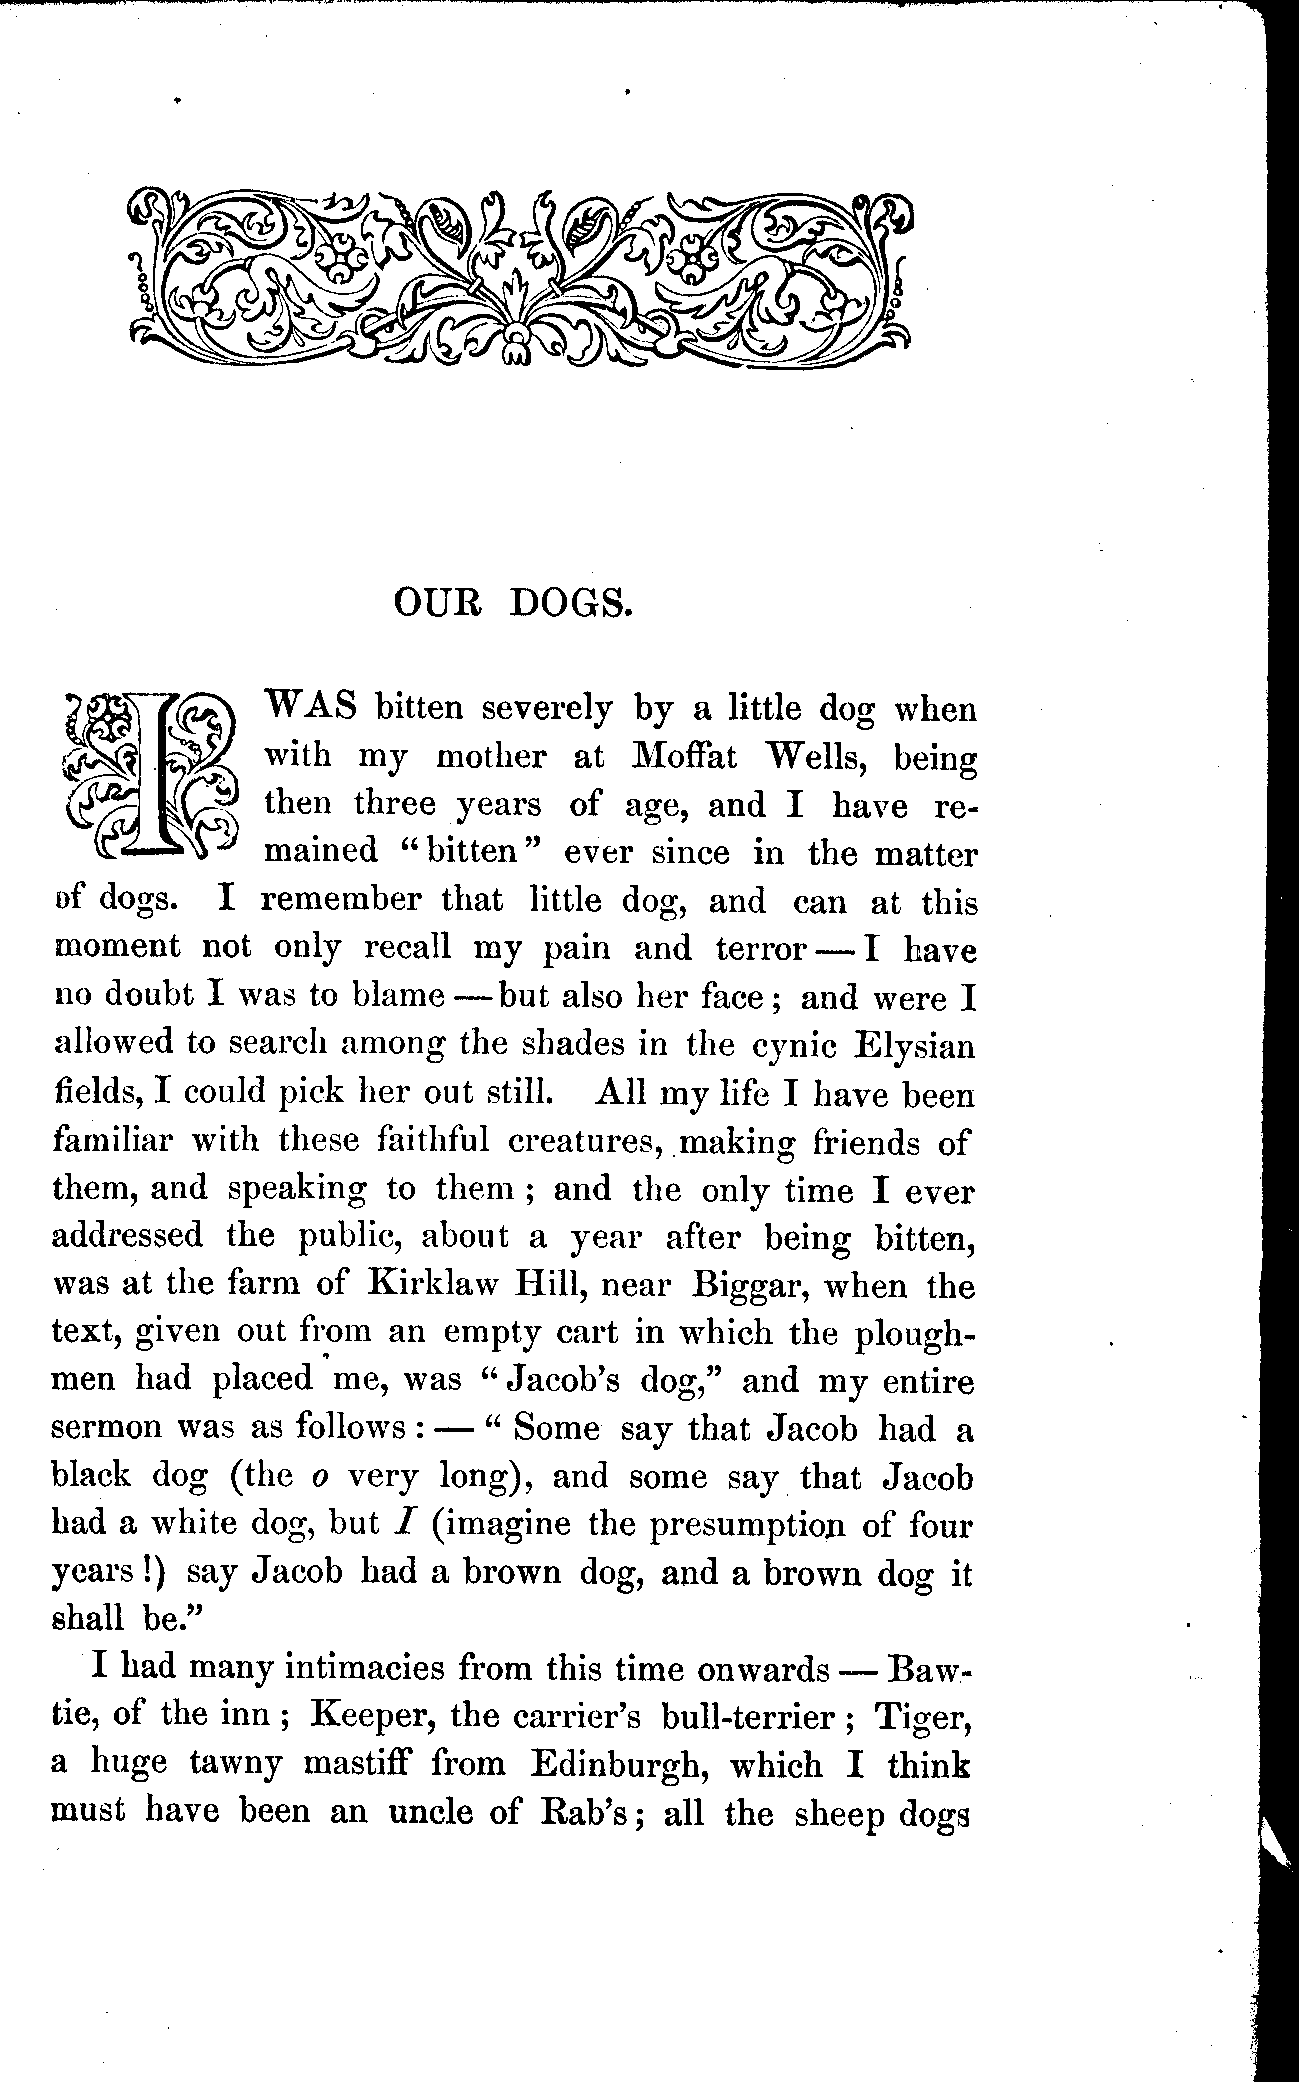 OUR DOGS.
I WAS bitten severely by a little dog when
with my mother at Moffat Wells, being
then three years of age, and I have re-
mained “bitten” ever since in the matter
of dogs. I remember that little dog, and can at this
moment not only recall my pain and terror — I have
no doubt I was to blame — but also her face; and were I
allowed to search among the shades in the cynic Elysian
fields, I could pick her out still. All my life I have been
familiar with these faithful creatures, making friends of
them, and speaking to them; and the only time I ever
addressed the public, about a year after being bitten,
was at the farm of Kirklaw Hill, near Biggar, when the
text, given out from an empty cart in which the plough-
men had placed me, was “Jacob’s dog,” and my entire
sermon was as follows: — “Some say that Jacob had a
black dog (the o very long), and some say that Jacob
had a white dog, but I (imagine the presumption of four
years!) say Jacob had a brown dog, and a brown dog it
shall be.”
I had many intimacies from this time onwards — Baw-
tie, of the inn; Keeper, the carrier’s bull-terrier; Tiger,
a huge tawny mastiff from Edinburgh, which I think
must have been an uncle of Rab’s; all the sheep dogs